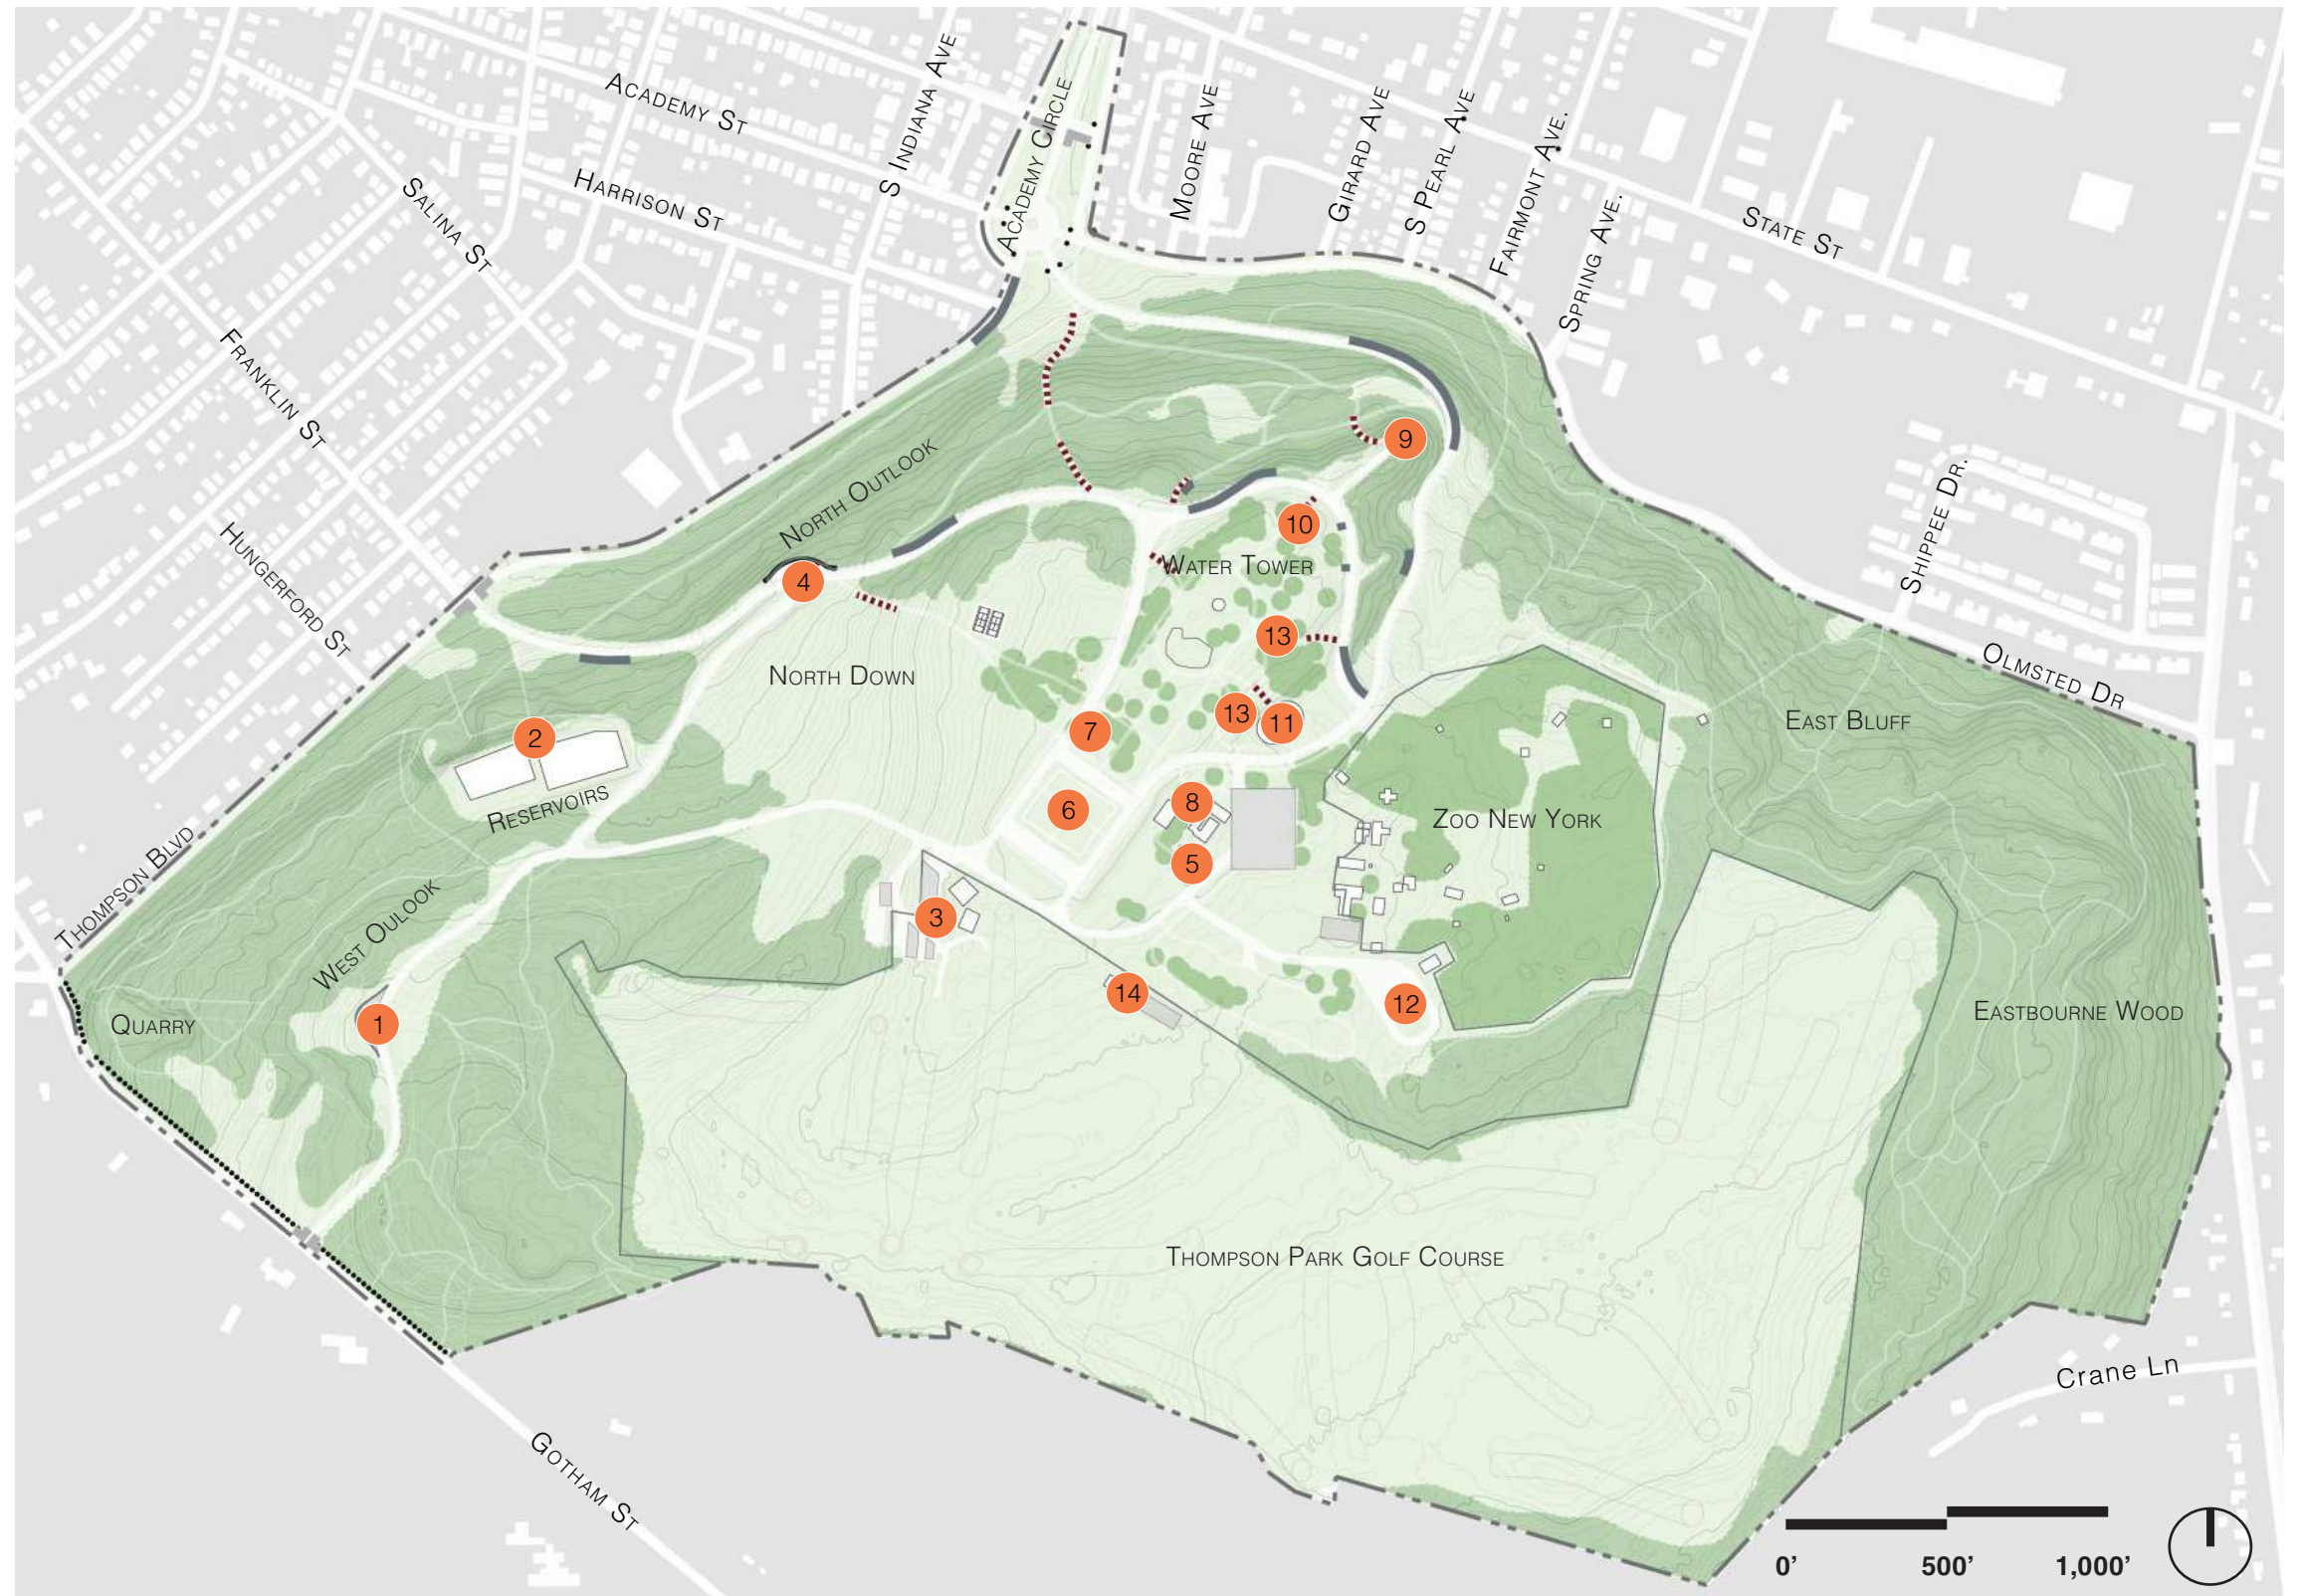 Academy St
S Indiana Ave
Academy Circle
Moore Ave
Girard Ave
S Pearl Ave
Fairmont Ave.
Spring Ave.
State St
Harrison St
Salina St
Franklin St
Hungerford St
North Outlook
9
10
Water Tower
4
Shippee Dr.
13
North Down
Olmsted Dr
13
11
East Bluff
7
2
Reservoirs
6
8
Zoo New York
5
Thompson Blvd
West Oulook
3
14
12
Quarry
1
Eastbourne Wood
Thompson Park Golf Course
Crane Ln
Gotham St
0’ 500’ 1,000’